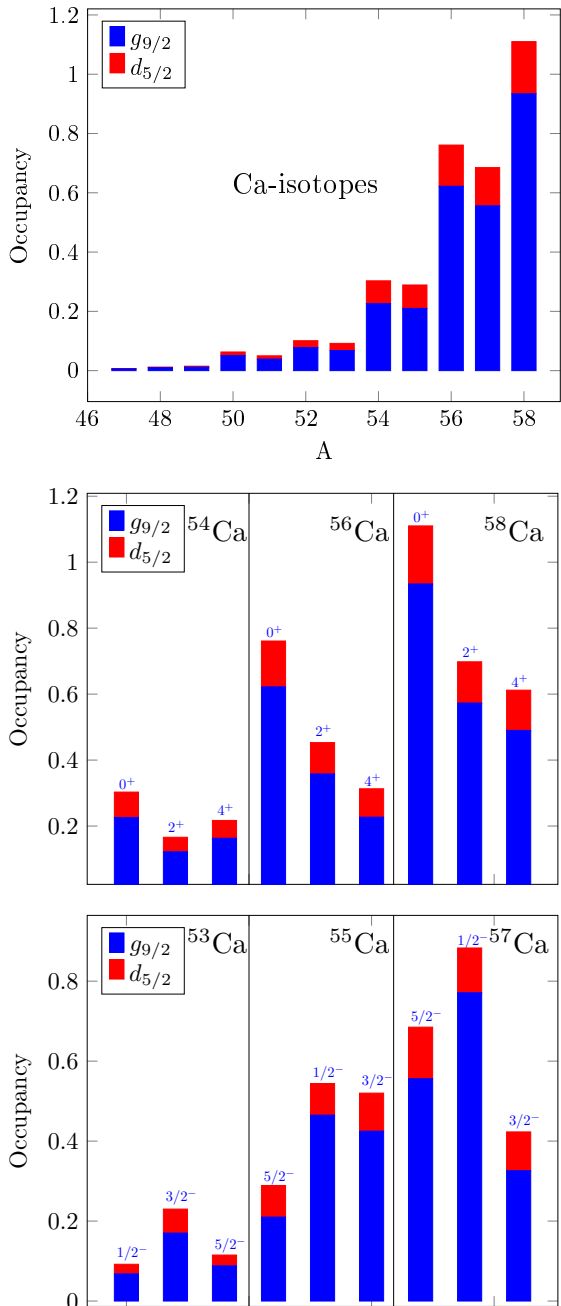 1.2
g9/2
d5/2
1
0.8
Occupancy
Ca-isotopes
0.6
0.4
0.2
0
46 48 50 52 54 56 58
A
1.2
g9/2
d5/2
54Ca 56Ca 58Ca
0+
1
0.8
0+ 2+
4+
Occupancy
0.6
2+
0.4
0+ 4+
4+
2+
0.2
g9/2
d5/2
53Ca 55Ca 57Ca
1/2−
0.8
5/2−
Occupancy
0.6
1/2− 3/2−
0.4
3/2−
5/2−
3/2−
0.2
1/2− 5/2−
0